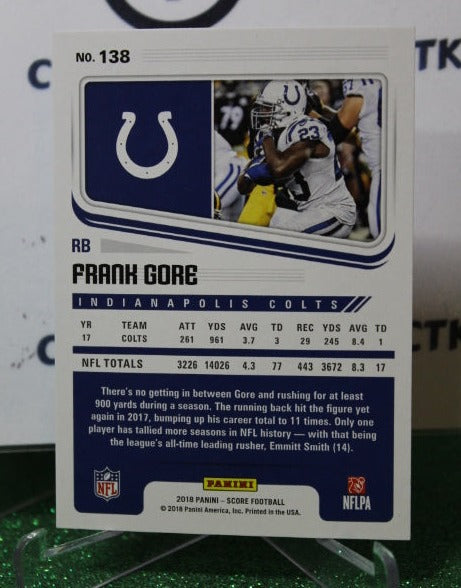 No. 138
23
RB
FRANK GORE
INDIANAPOLIS COLTS
YR TEAM ATT YDS AVG TD REC YDS AVG TD
17 COLTS 261 961 3.7 3 29 245 8.4 1
NFL TOTALS 3226 14026 4.3 77 443 3672 8.3 17
There's no getting in between Gore and rushing for at least
900 yards during a season. The running back hit the figure yet
again in 2017, bumping up his career total to 11 times. Only one
player has tallied more seasons in NFL history — with that being
the league's all-time leading rusher, Emmitt Smith (14).
NFL
PANINI
NFLPA
2018 PANINI – SCORE FOOTBALL
© 2018 Panini America, Inc. Printed in the USA.